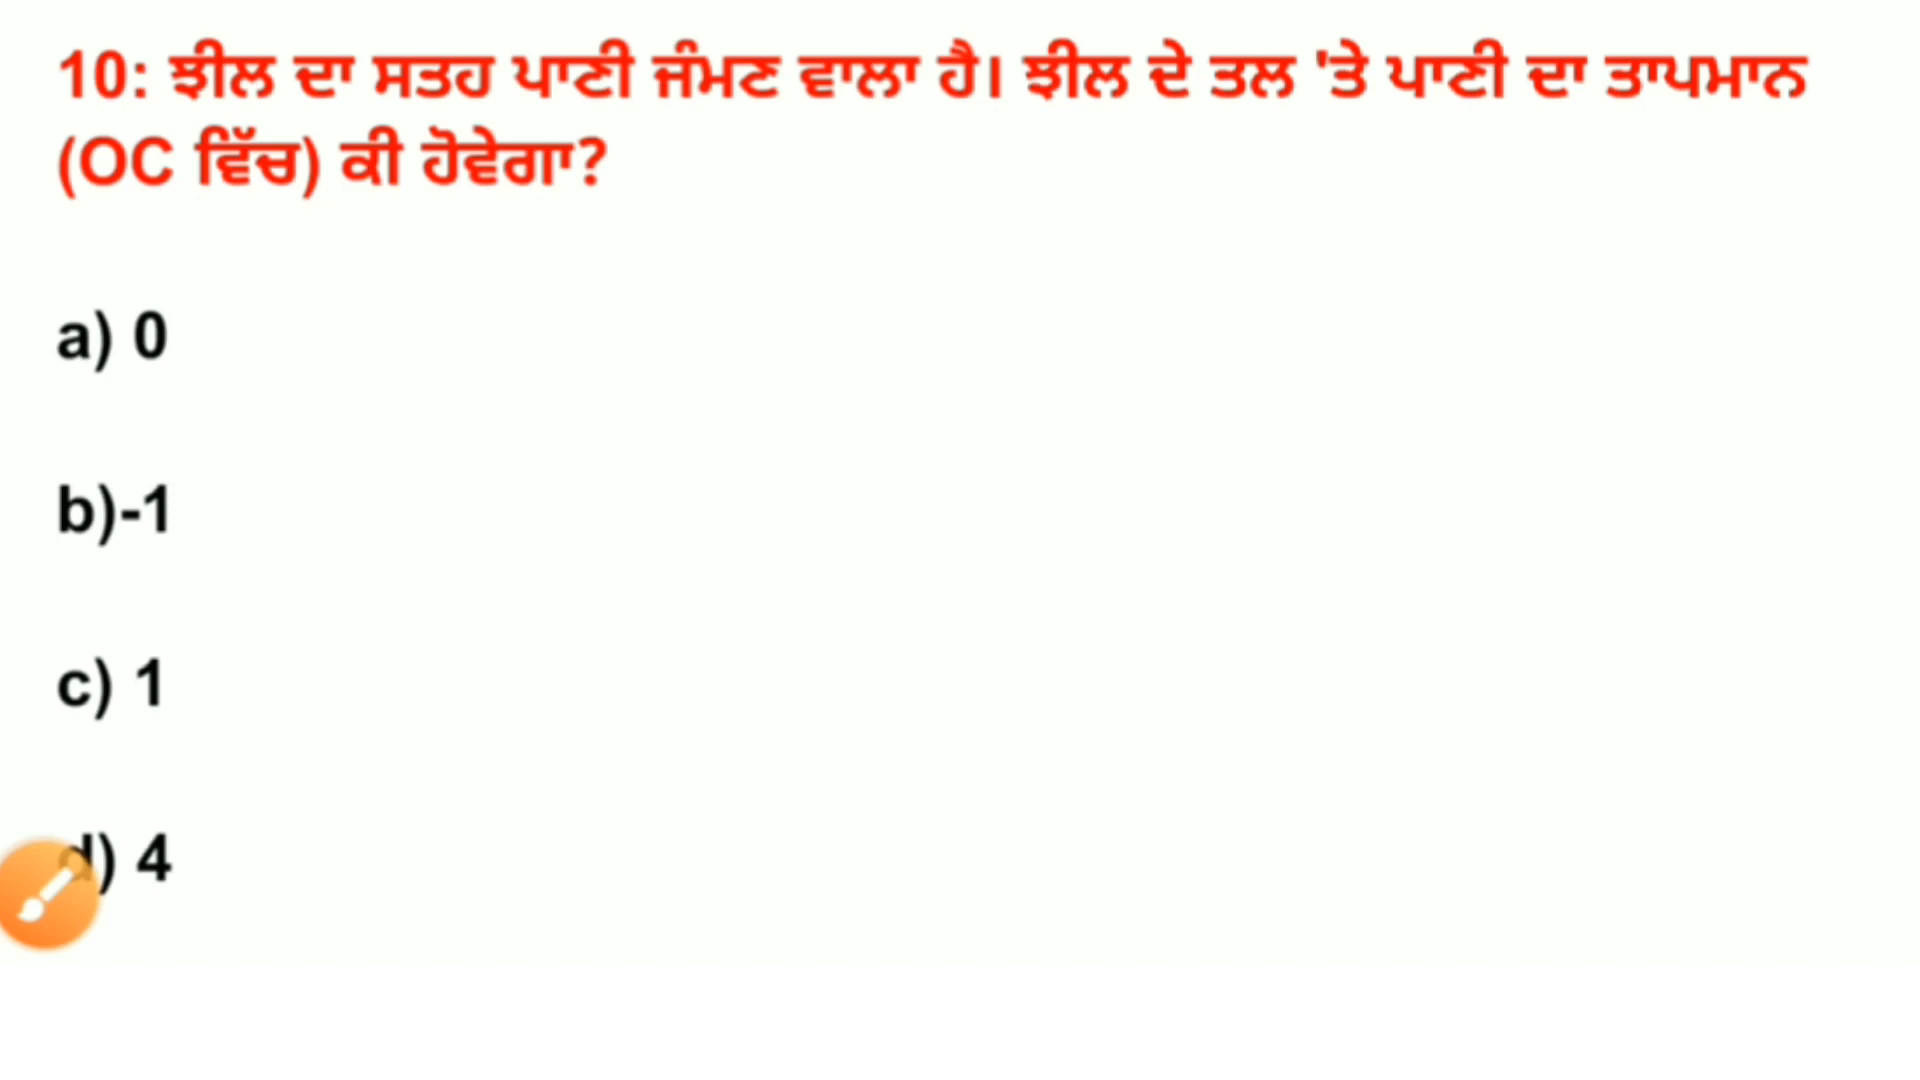 10: ਝੀਲ ਦਾ ਸਤਹ ਪਾਣੀ ਜੰਮਣ ਵਾਲਾ ਹੈ। ਝੀਲ ਦੇ ਤਲ 'ਤੇ ਪਾਣੀ ਦਾ ਤਾਪਮਾਨ
(OC ਵਿੱਚ) ਕੀ ਹੋਵੇਗਾ?
a) 0
b)-1
c) 1
d) 4